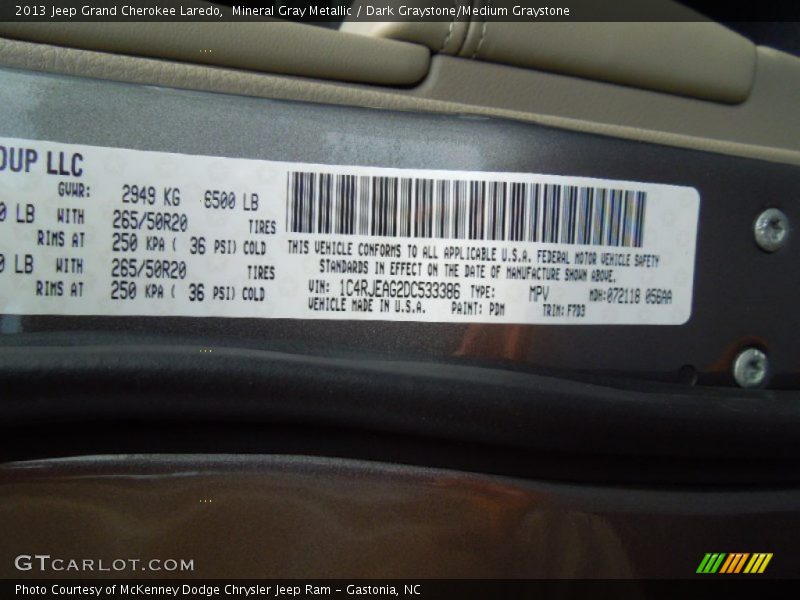 2013 Jeep Grand Cherokee Laredo,  Mineral Gray Metallic / Dark Graystone/Medium Graystone
OUP LLC
GVWR: 2949 KG 6500 LB
0 LB WITH 265/50R20 TIRES
RIMS AT 250 KPA ( 36 PSI) COLD
0 LB WITH 265/50R20 TIRES
RIMS AT 250 KPA ( 36 PSI) COLD
THIS VEHICLE CONFORMS TO ALL APPLICABLE U.S.A. FEDERAL MOTOR VEHICLE SAFETY
STANDARDS IN EFFECT ON THE DATE OF MANUFACTURE SHOWN ABOVE.
VIN: 1C4RJEAG2DC533386 TYPE: MPV MDH:072118 056AA
VEHICLE MADE IN U.S.A. PAINT: PDM TRIM: F7D3
GTCARLOT.COM
Photo Courtesy of McKenney Dodge Chrysler Jeep Ram - Gastonia, NC